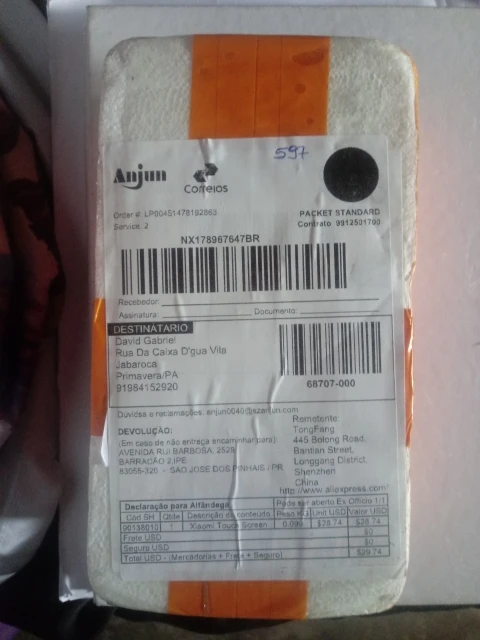 597
Anjun
Correios
Order #: LP00451478192863
Service: 2
PACKET STANDARD
Contrato 9912501700
NX178967647BR
Recebedor:
Assinatura: Documento:
DESTINATÁRIO
David Gabriel
Rua Da Caixa D'gua Vila
Jabaroca
Primavera/PA
91984152920
68707-000
Duvidas e reclamações: anjun0640@szanjun.com
DEVOLUÇÃO:
(Em caso de não entrega encaminhar para)
AVENIDA RUI BARBOSA, 2529
BARRACÃO 2.IPE
83055-320 - SAO JOSE DOS PINHAIS / PR
Remetente:
TongFang
445 Bolong Road,
Bantian Street,
Longgang District,
Shenzhen
China
http://www.aliexpress.com/
Declaração para Alfândega Pode ser aberto Ex Officio 1/1
Cód SH Qtde Descrição do conteúdo Peso KG Unit USD Valor USD
90138010 1 Xiaomi Touch Screen 0.099 $28.74 $28.74
Frete USD $0
Seguro USD $0
Total USD - (Mercadorias + Frete + Seguro)